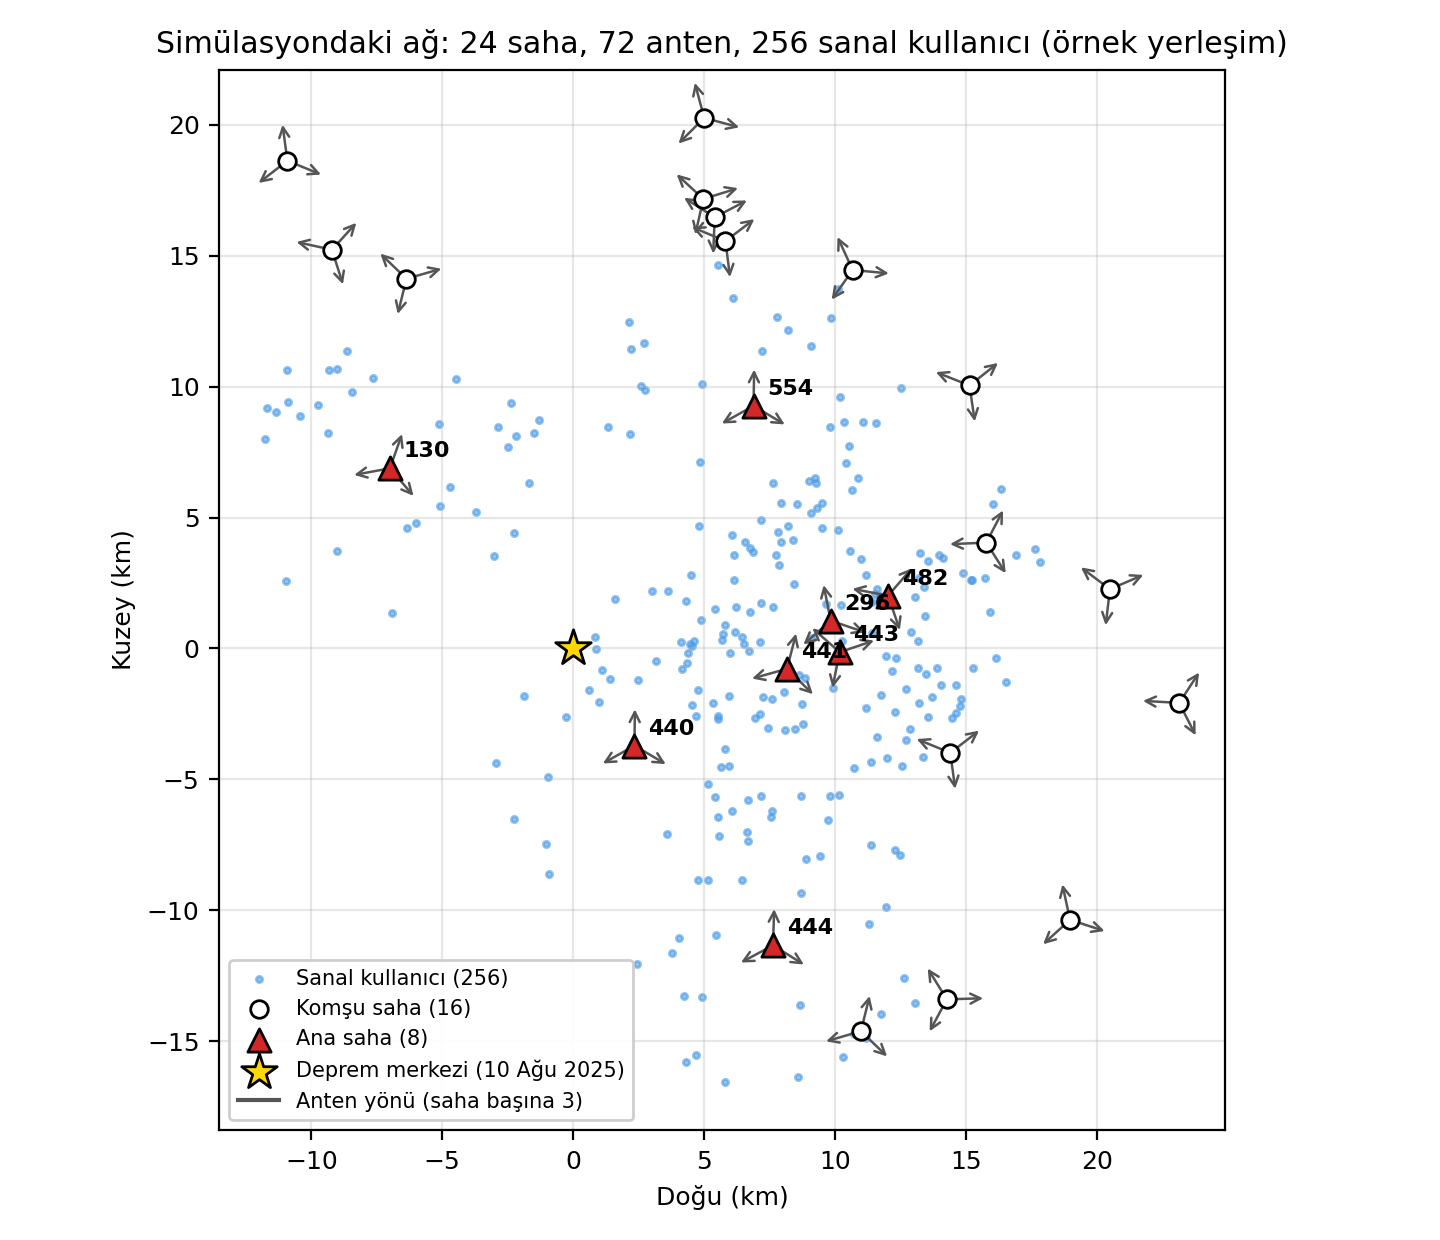 Simülasyondaki ağ: 24 saha, 72 anten, 256 sanal kullanıcı (örnek yerleşim)
Kuzey (km)
20
15
10
5
0
−5
−10
−15
554
130
482
296
443
441
440
444
Sanal kullanıcı (256)
Komşu saha (16)
Ana saha (8)
Deprem merkezi (10 Ağu 2025)
Anten yönü (saha başına 3)
−10
−5
0
5
10
15
20
Doğu (km)